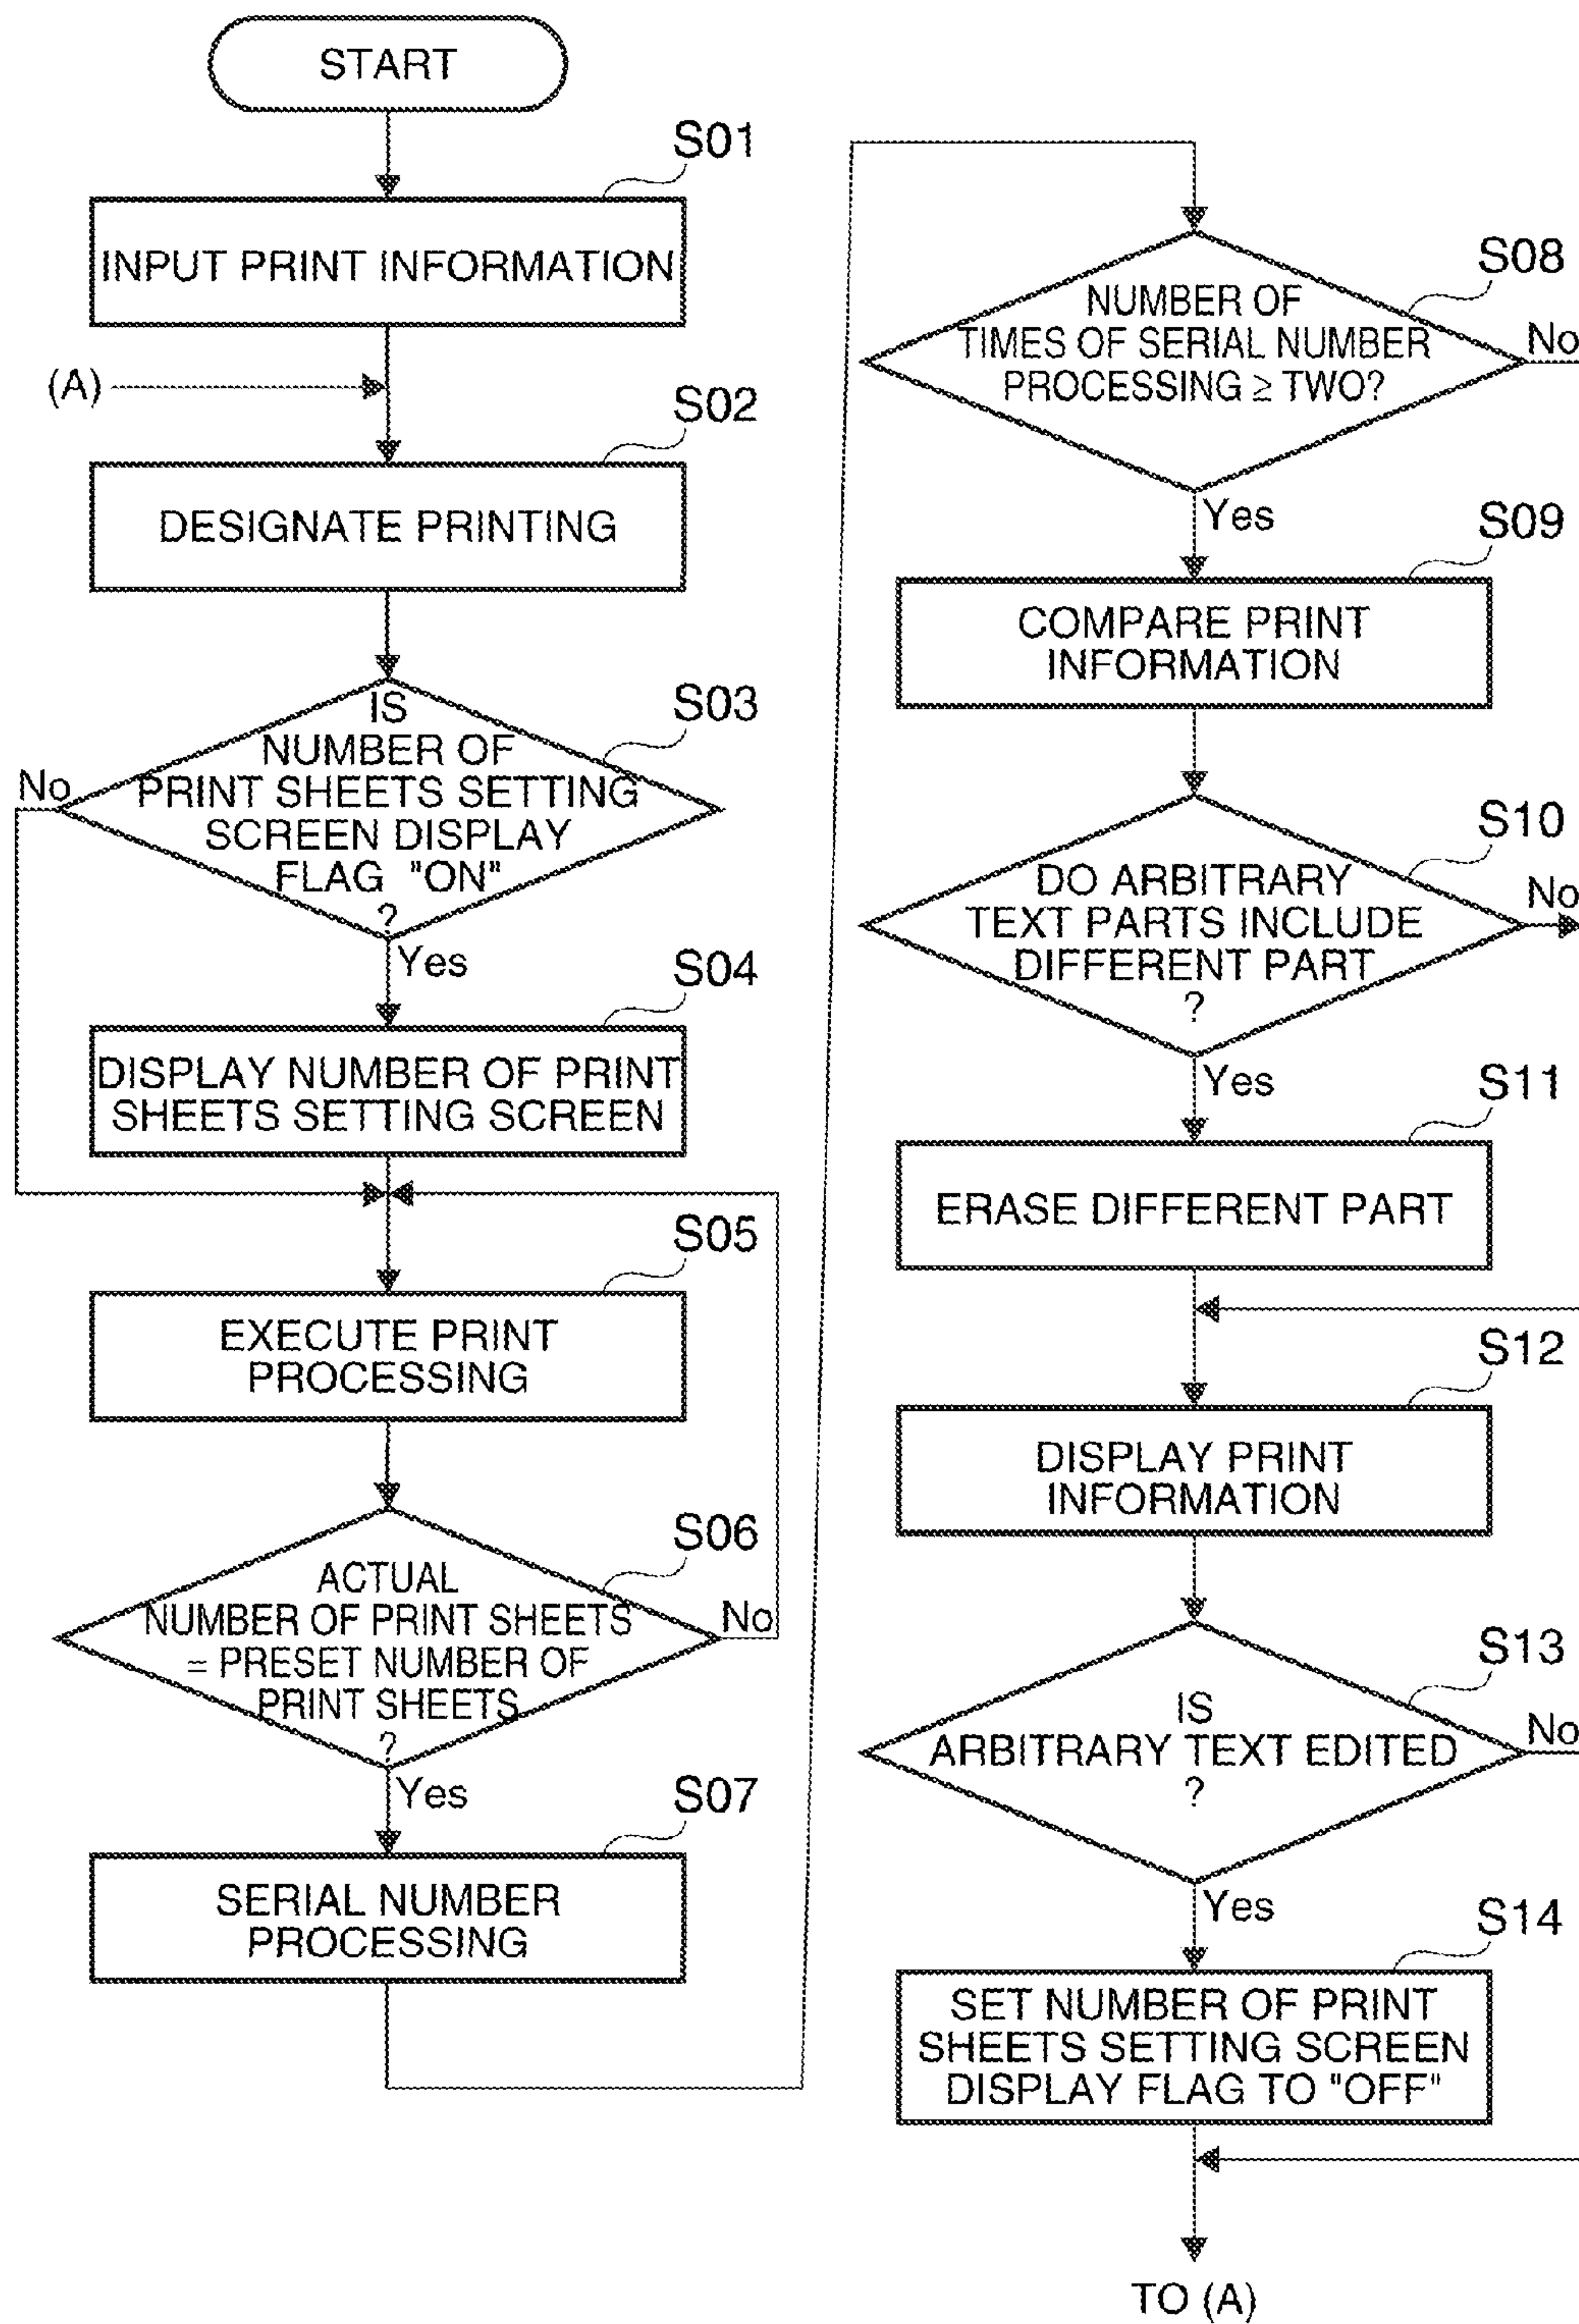 START
S01
INPUT PRINT INFORMATION
(A)
S02
DESIGNATE PRINTING
S03
IS
NUMBER OF
PRINT SHEETS SETTING
SCREEN DISPLAY
FLAG "ON"
?
No
Yes
S04
DISPLAY NUMBER OF PRINT
SHEETS SETTING SCREEN
S05
EXECUTE PRINT
PROCESSING
S06
ACTUAL
NUMBER OF PRINT SHEETS
= PRESET NUMBER OF
PRINT SHEETS
?
No
Yes
S07
SERIAL NUMBER
PROCESSING
S08
NUMBER OF
TIMES OF SERIAL NUMBER
PROCESSING ≥ TWO?
No
Yes
S09
COMPARE PRINT
INFORMATION
S10
DO ARBITRARY
TEXT PARTS INCLUDE
DIFFERENT PART
?
No
Yes
S11
ERASE DIFFERENT PART
S12
DISPLAY PRINT
INFORMATION
S13
IS
ARBITRARY TEXT EDITED
?
No
Yes
S14
SET NUMBER OF PRINT
SHEETS SETTING SCREEN
DISPLAY FLAG TO "OFF"
TO (A)